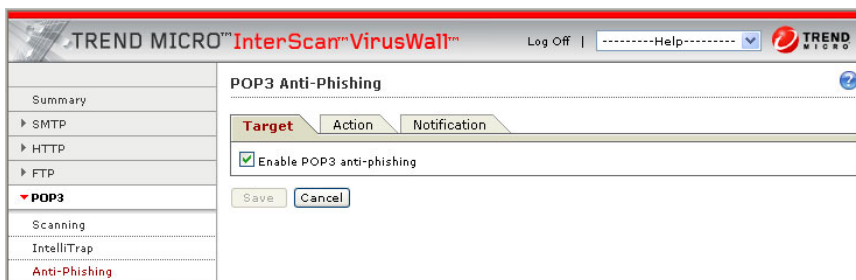 TREND MICRO™ InterScan™ VirusWall™
Log Off | ---------Help---------
TREND MICRO
Summary
SMTP
HTTP
FTP
POP3
Scanning
IntelliTrap
Anti-Phishing
POP3 Anti-Phishing
?
Target Action Notification
Enable POP3 anti-phishing
Save Cancel